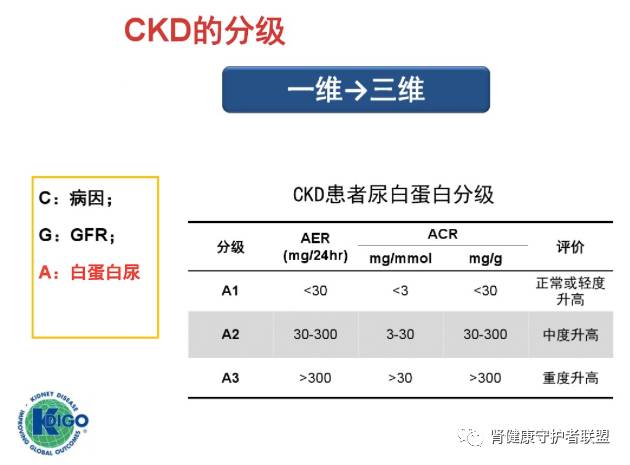 CKD的分级
一维→三维
C：病因；
G：GFR；
A：白蛋白尿
CKD患者尿白蛋白分级
分级 AER (mg/24hr) ACR 评价
mg/mmol mg/g
A1 <30 <3 <30 正常或轻度升高
A2 30-300 3-30 30-300 中度升高
A3 >300 >30 >300 重度升高
KIDNEY DISEASE
IMPROVING GLOBAL OUTCOMES
KDIGO
肾健康守护者联盟